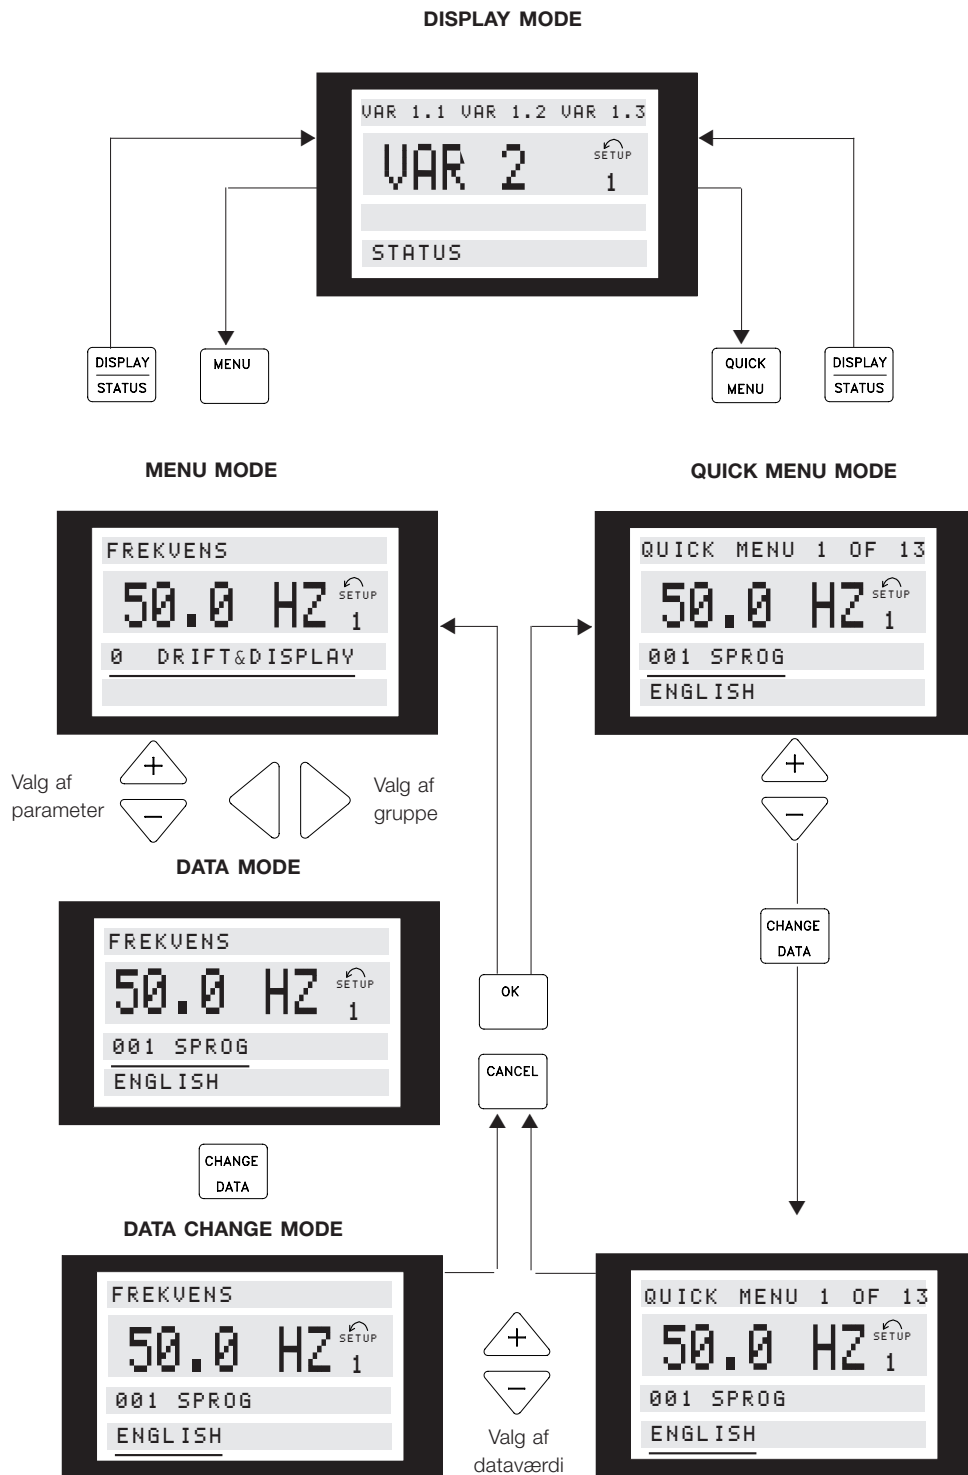 DISPLAY MODE
VAR 1.1 VAR 1.2 VAR 1.3
VAR 2
SETUP
1
STATUS
DISPLAY
STATUS
MENU
QUICK
MENU
DISPLAY
STATUS
MENU MODE
FREKVENS
50.0 HZ
SETUP
1
0 DRIFT&DISPLAY
Valg af
parameter
+
−
Valg af
gruppe
QUICK MENU MODE
QUICK MENU 1 OF 13
50.0 HZ
SETUP
1
001 SPROG
ENGLISH
+
−
CHANGE
DATA
DATA MODE
FREKVENS
50.0 HZ
SETUP
1
001 SPROG
ENGLISH
CHANGE
DATA
OK
CANCEL
DATA CHANGE MODE
FREKVENS
50.0 HZ
SETUP
1
001 SPROG
ENGLISH
+
−
Valg af
dataværdi
QUICK MENU 1 OF 13
50.0 HZ
SETUP
1
001 SPROG
ENGLISH